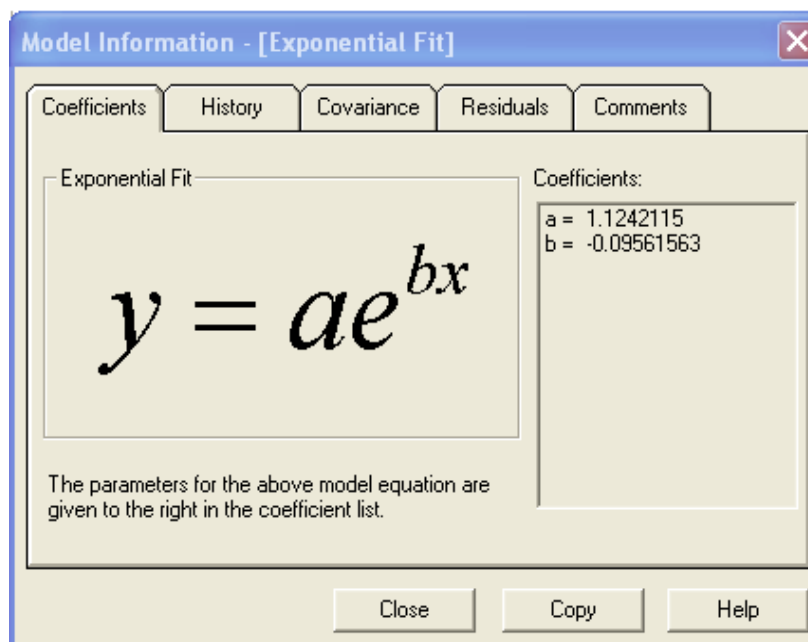 Model Information - [Exponential Fit]
Coefficients History Covariance Residuals Comments
Exponential Fit
y = ae^{bx}
Coefficients:
a = 1.1242115
b = -0.09561563
The parameters for the above model equation are
given to the right in the coefficient list.
Close Copy Help